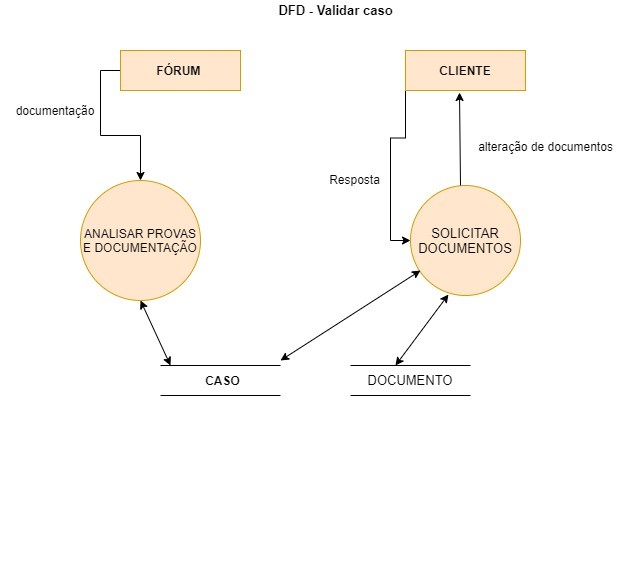 DFD - Validar caso
FÓRUM
CLIENTE
documentação
alteração de documentos
Resposta
ANALISAR PROVAS
E DOCUMENTAÇÃO
SOLICITAR
DOCUMENTOS
CASO
DOCUMENTO